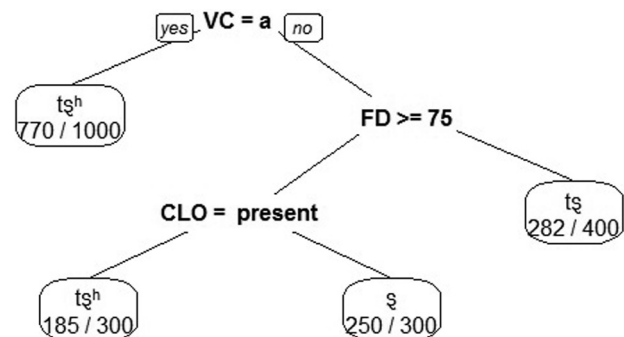 VC = a
yes
no
tʂʰ
770 / 1000
FD >= 75
CLO = present
tʂ
282 / 400
tʂʰ
185 / 300
ʂ
250 / 300